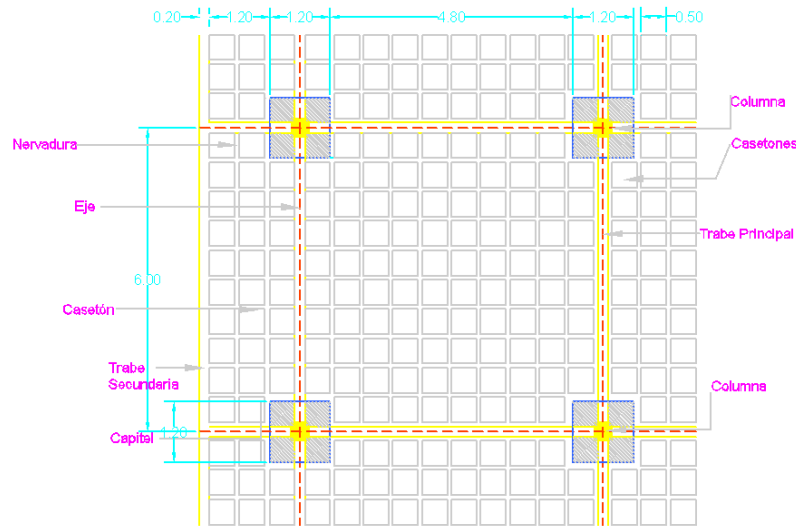 0.20
1.20
1.20
4.80
1.20
0.50
Columna
Nervadura
Casetones
Eje
Trabe Principal
6.00
Casetón
Trabe
Secundaria
Columna
1.20
Capitel